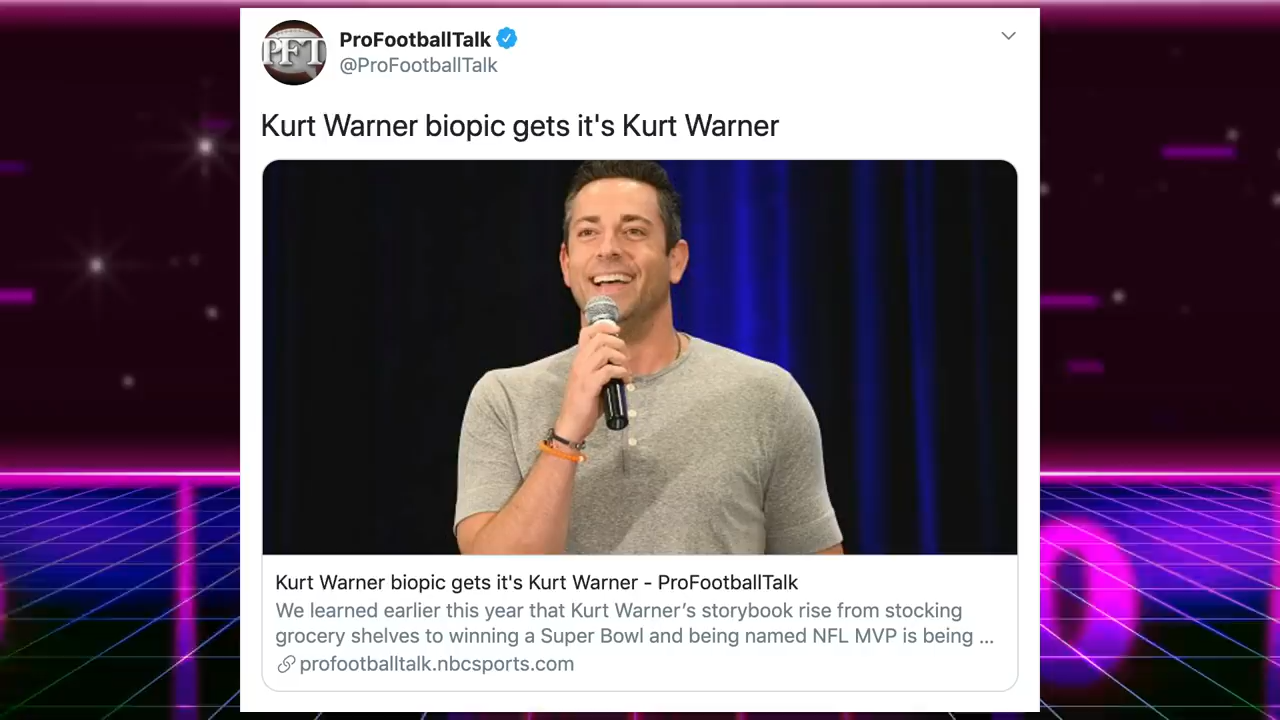 PFT
ProFootballTalk
@ProFootballTalk
Kurt Warner biopic gets it's Kurt Warner
Kurt Warner biopic gets it's Kurt Warner - ProFootballTalk
We learned earlier this year that Kurt Warner’s storybook rise from stocking
grocery shelves to winning a Super Bowl and being named NFL MVP is being ...
profootballtalk.nbcsports.com